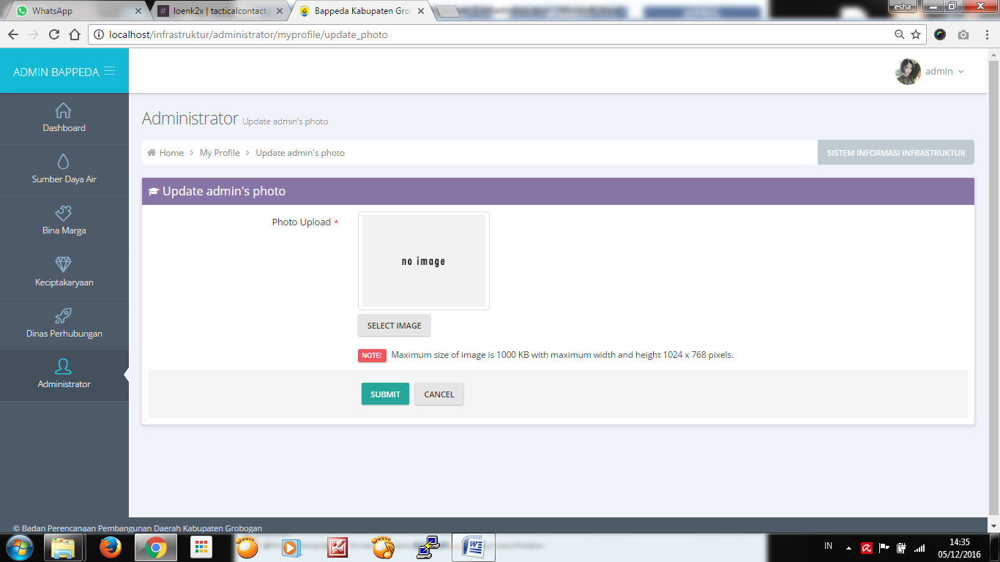 WhatsApp
loenk2x | tacticalcontact
Bappeda Kabupaten Gro
esha
localhost/infrastruktur/administrator/myprofile/update_photo
ADMIN BAPPEDA
admin
Dashboard
Sumber Daya Air
Bina Marga
Keciptakaryaan
Dinas Perhubungan
Administrator
Administrator Update admin's photo
Home > My Profile > Update admin's photo
SISTEM INFORMASI INFRASTRUKTUR
Update admin's photo
Photo Upload *
no image
SELECT IMAGE
NOTE! Maximum size of image is 1000 KB with maximum width and height 1024 x 768 pixels.
SUBMIT CANCEL
© Badan Perencanaan Pembangunan Daerah Kabupaten Grobogan
IN
14:35
05/12/2016